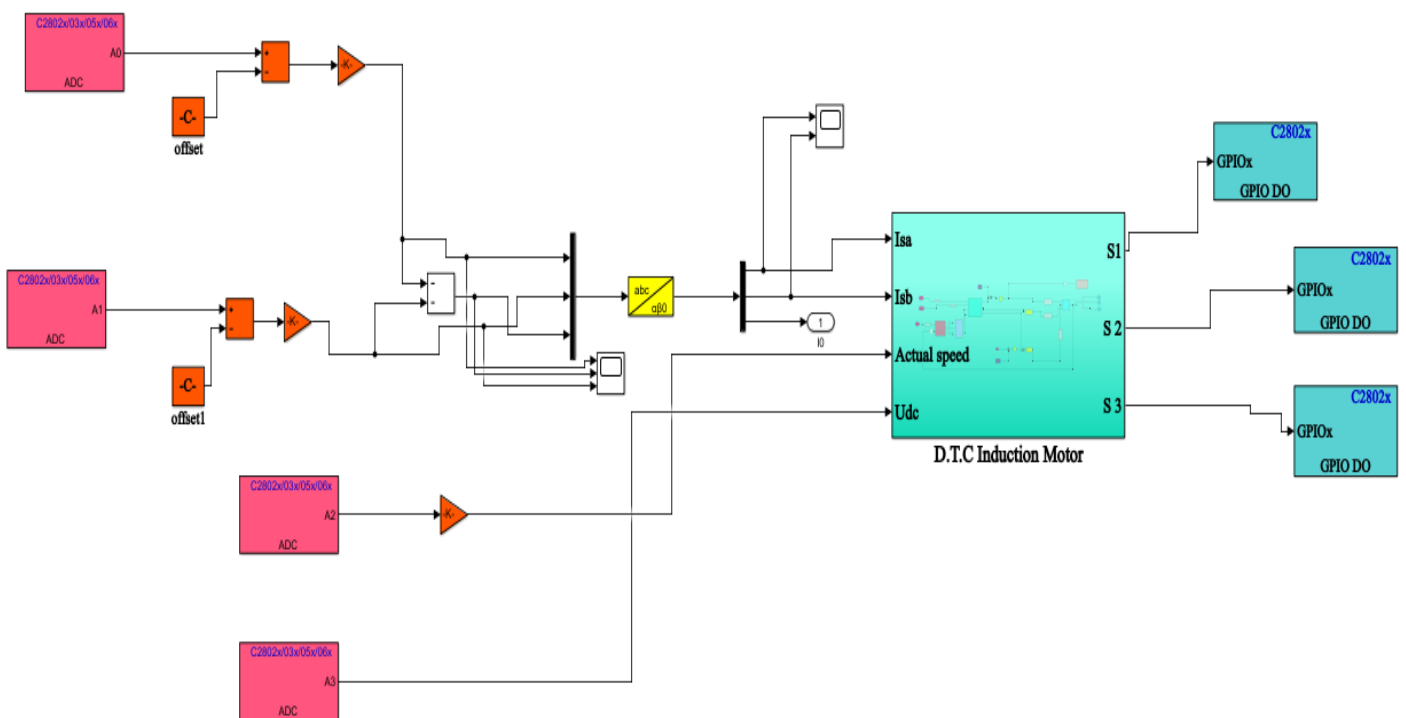 C2802x/03x/05x/06x
A0
ADC
+
-
-K-
-C-
offset
C2802x/03x/05x/06x
A1
ADC
+
-
-K-
-C-
offset1
-
-
abc
αβ0
1
I0
Isa
Isb
Actual speed
Udc
S1
S 2
S 3
D.T.C Induction Motor
C2802x
GPIOx
GPIO DO
C2802x
GPIOx
GPIO DO
C2802x
GPIOx
GPIO DO
C2802x/03x/05x/06x
A2
ADC
-K-
C2802x/03x/05x/06x
A3
ADC